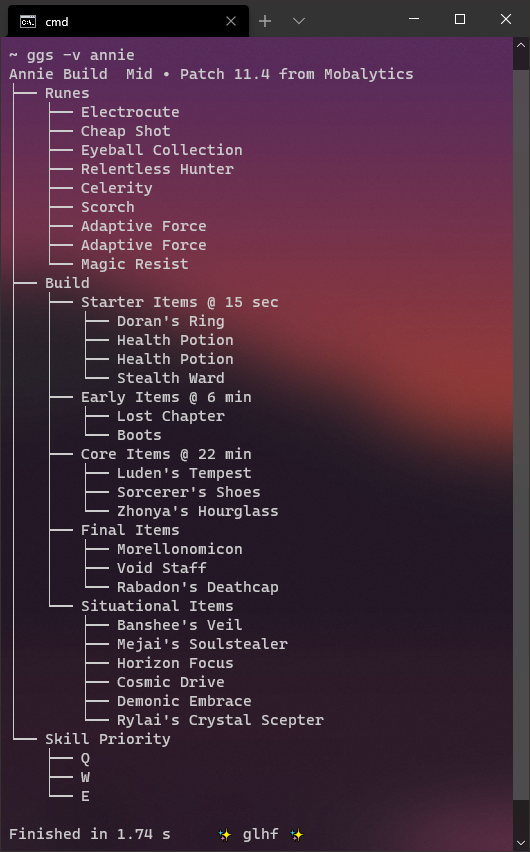 cmd
~ ggs -v annie
Annie Build  Mid • Patch 11.4 from Mobalytics
Runes
Electrocute
Cheap Shot
Eyeball Collection
Relentless Hunter
Celerity
Scorch
Adaptive Force
Adaptive Force
Magic Resist
Build
Starter Items @ 15 sec
Doran's Ring
Health Potion
Health Potion
Stealth Ward
Early Items @ 6 min
Lost Chapter
Boots
Core Items @ 22 min
Luden's Tempest
Sorcerer's Shoes
Zhonya's Hourglass
Final Items
Morellonomicon
Void Staff
Rabadon's Deathcap
Situational Items
Banshee's Veil
Mejai's Soulstealer
Horizon Focus
Cosmic Drive
Demonic Embrace
Rylai's Crystal Scepter
Skill Priority
Q
W
E
Finished in 1.74 s ✨ glhf ✨